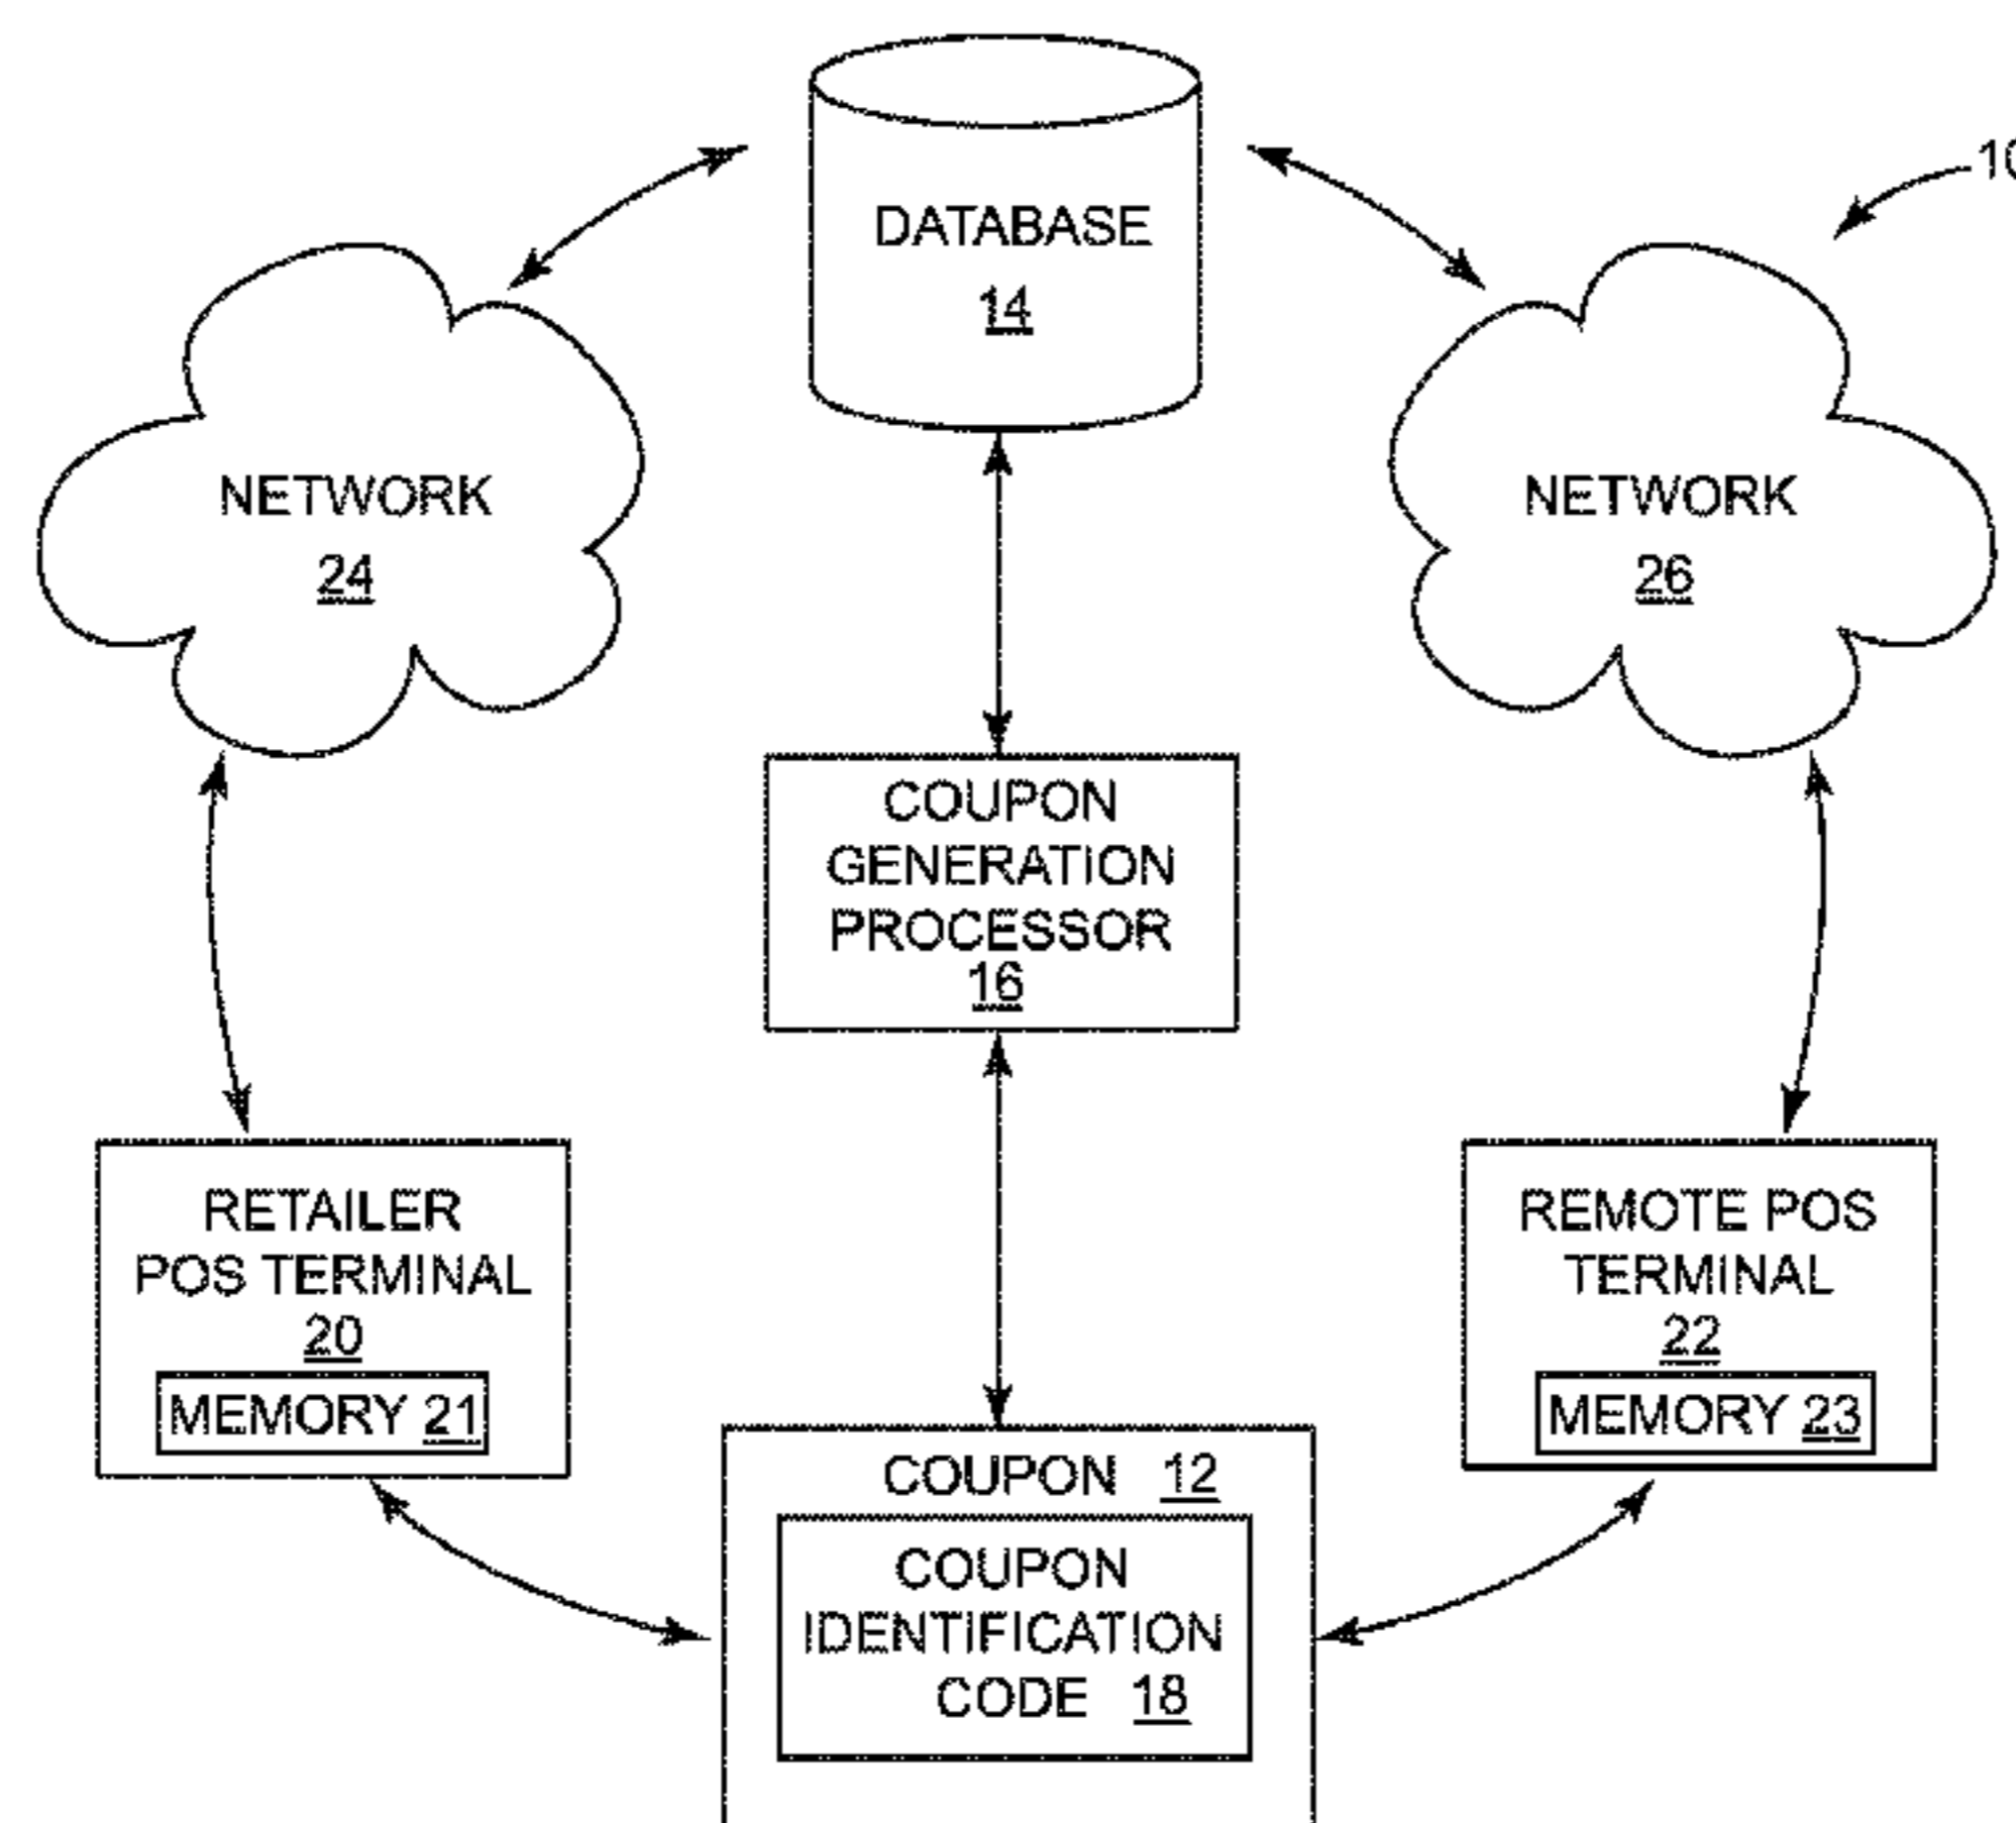 10
DATABASE
14
NETWORK
24
NETWORK
26
COUPON
GENERATION
PROCESSOR
16
RETAILER
POS TERMINAL
20
MEMORY 21
REMOTE POS
TERMINAL
22
MEMORY 23
COUPON 12
COUPON
IDENTIFICATION
CODE 18